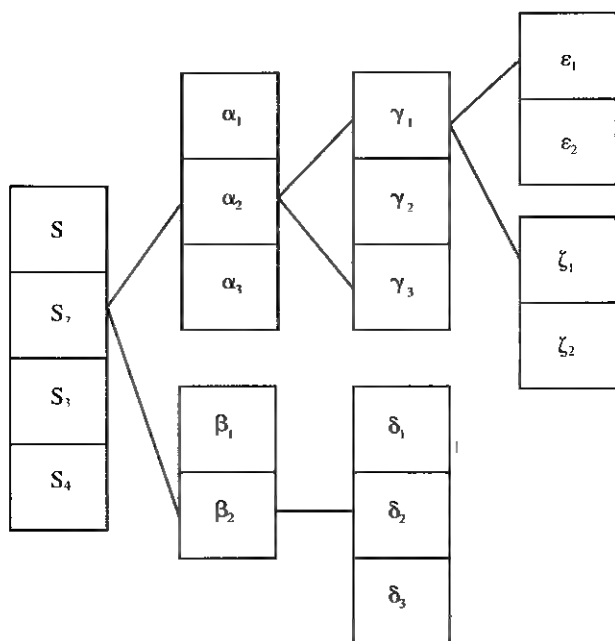 S
S₂
S₃
S₄
α₁
α₂
α₃
β₁
β₂
γ₁
γ₂
γ₃
δ₁
δ₂
δ₃
ε₁
ε₂
ζ₁
ζ₂